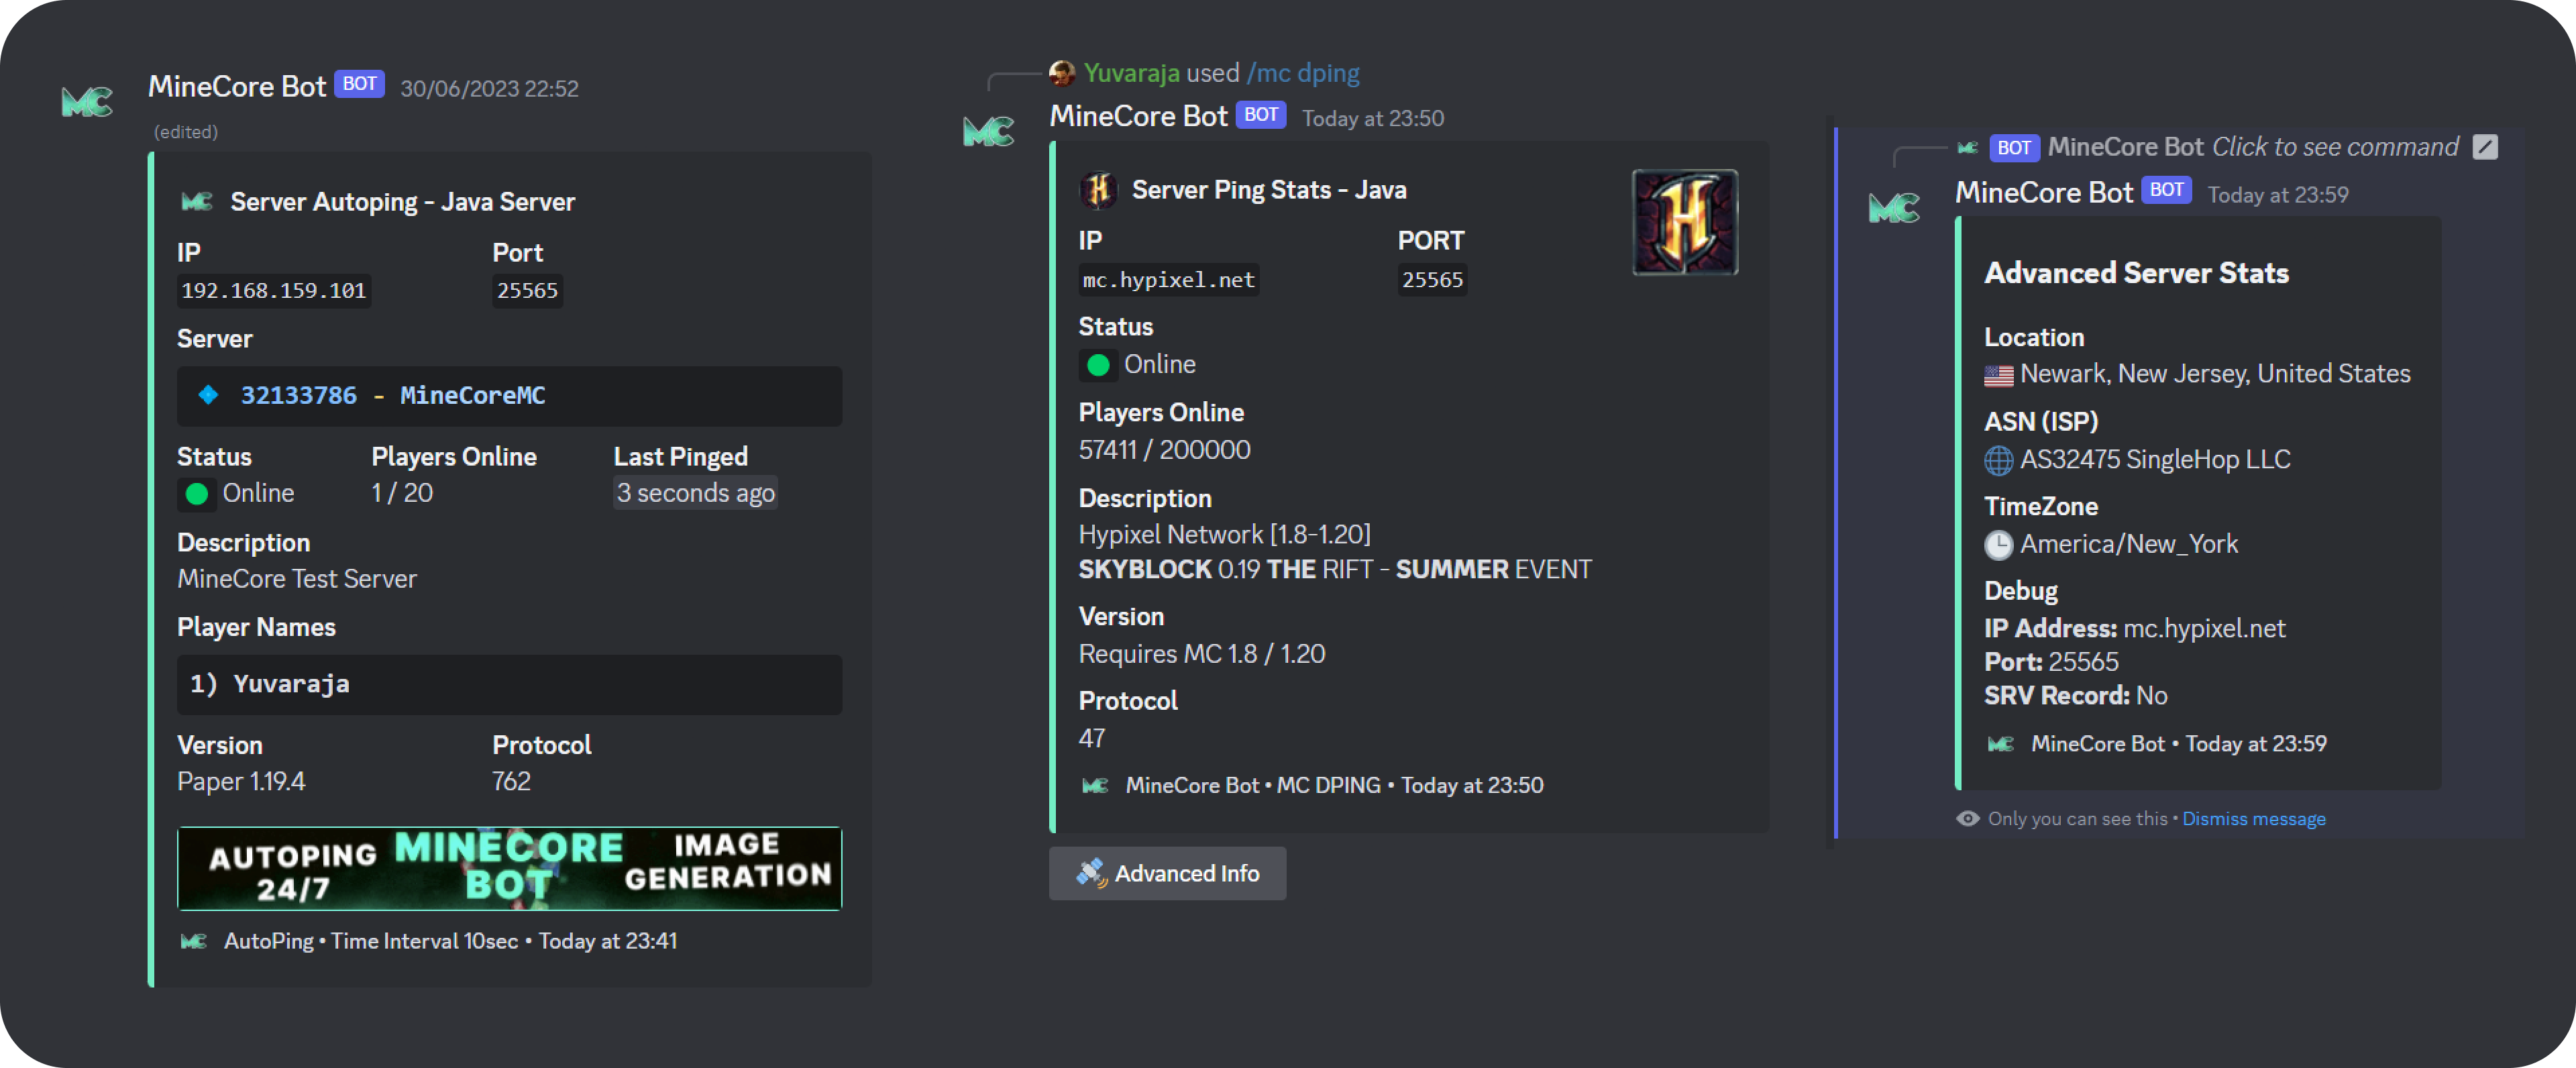 MineCore Bot BOT 30/06/2023 22:52
(edited)
Server Autoping - Java Server
IP Port
192.168.159.101 25565
Server
32133786 - MineCoreMC
Status Players Online Last Pinged
Online 1 / 20 3 seconds ago
Description
MineCore Test Server
Player Names
1) Yuvaraja
Version Protocol
Paper 1.19.4 762
AUTOPING 24/7
MINECORE BOT
IMAGE GENERATION
AutoPing • Time Interval 10sec • Today at 23:41
Yuvaraja used /mc dping
MineCore Bot BOT Today at 23:50
Server Ping Stats - Java
IP PORT
mc.hypixel.net 25565
Status
Online
Players Online
57411 / 200000
Description
Hypixel Network [1.8-1.20]
SKYBLOCK 0.19 THE RIFT - SUMMER EVENT
Version
Requires MC 1.8 / 1.20
Protocol
47
MineCore Bot • MC DPING • Today at 23:50
Advanced Info
BOT MineCore Bot Click to see command
MineCore Bot BOT Today at 23:59
Advanced Server Stats
Location
Newark, New Jersey, United States
ASN (ISP)
AS32475 SingleHop LLC
TimeZone
America/New_York
Debug
IP Address: mc.hypixel.net
Port: 25565
SRV Record: No
MineCore Bot • Today at 23:59
Only you can see this • Dismiss message